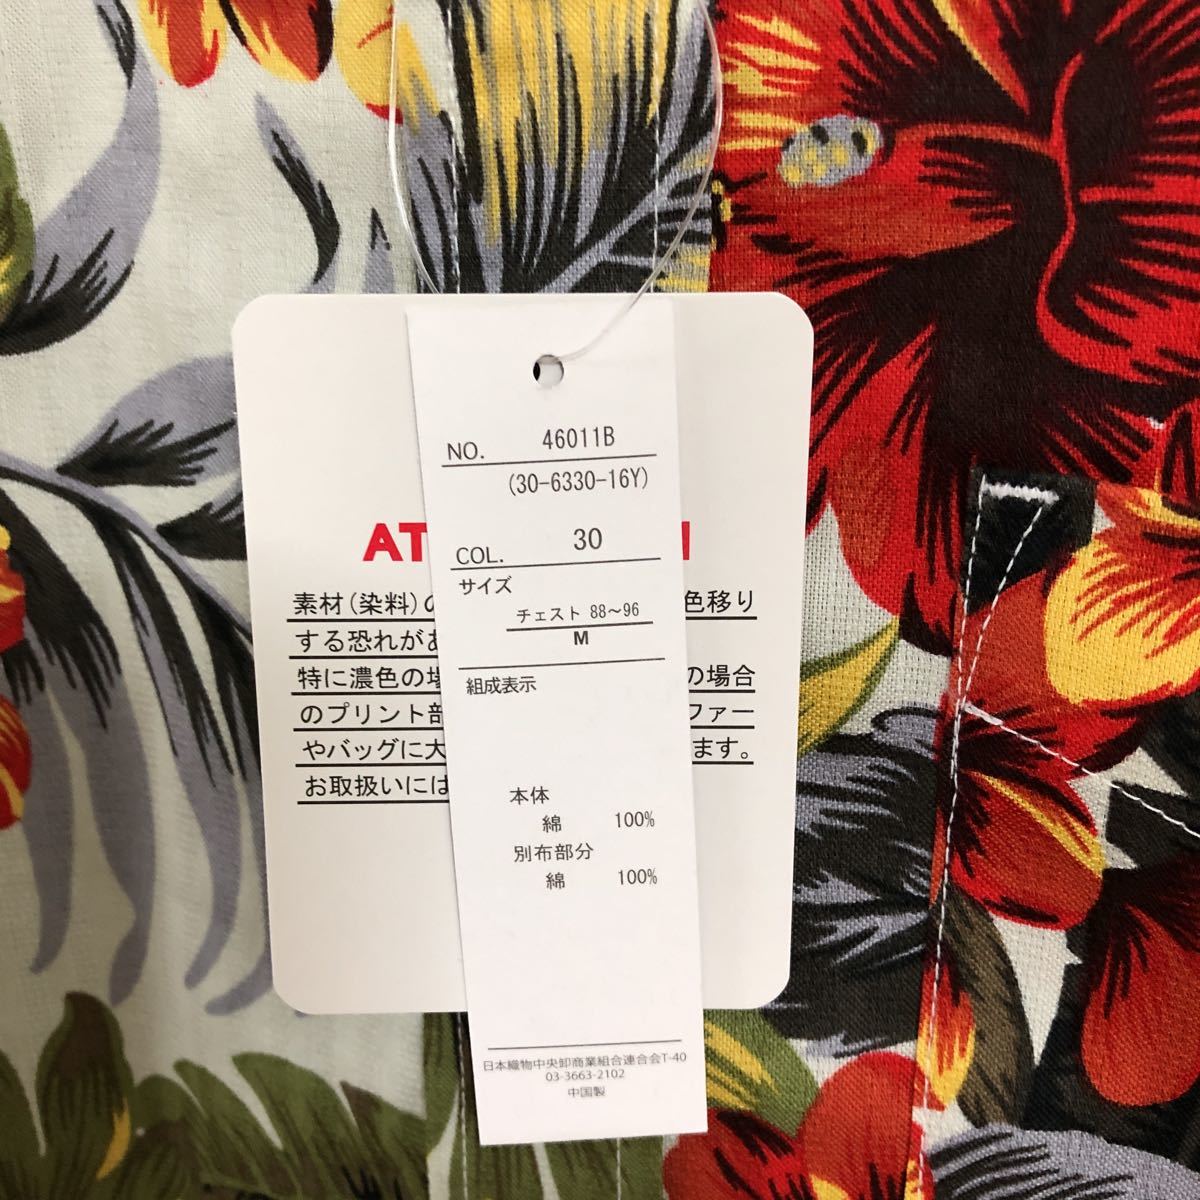 NO. 46011B
(30-6330-16Y)
COL. 30
サイズ
チェスト 88〜96
M
組成表示
本体
綿 100%
別布部分
綿 100%
日本織物中央卸商業組合連合会T-40
03-3663-2102
中国製
素材(染料) 色移り
する恐れが
特に濃色の の場合
のプリント部 ファー
やバッグに大 ます。
お取扱いには